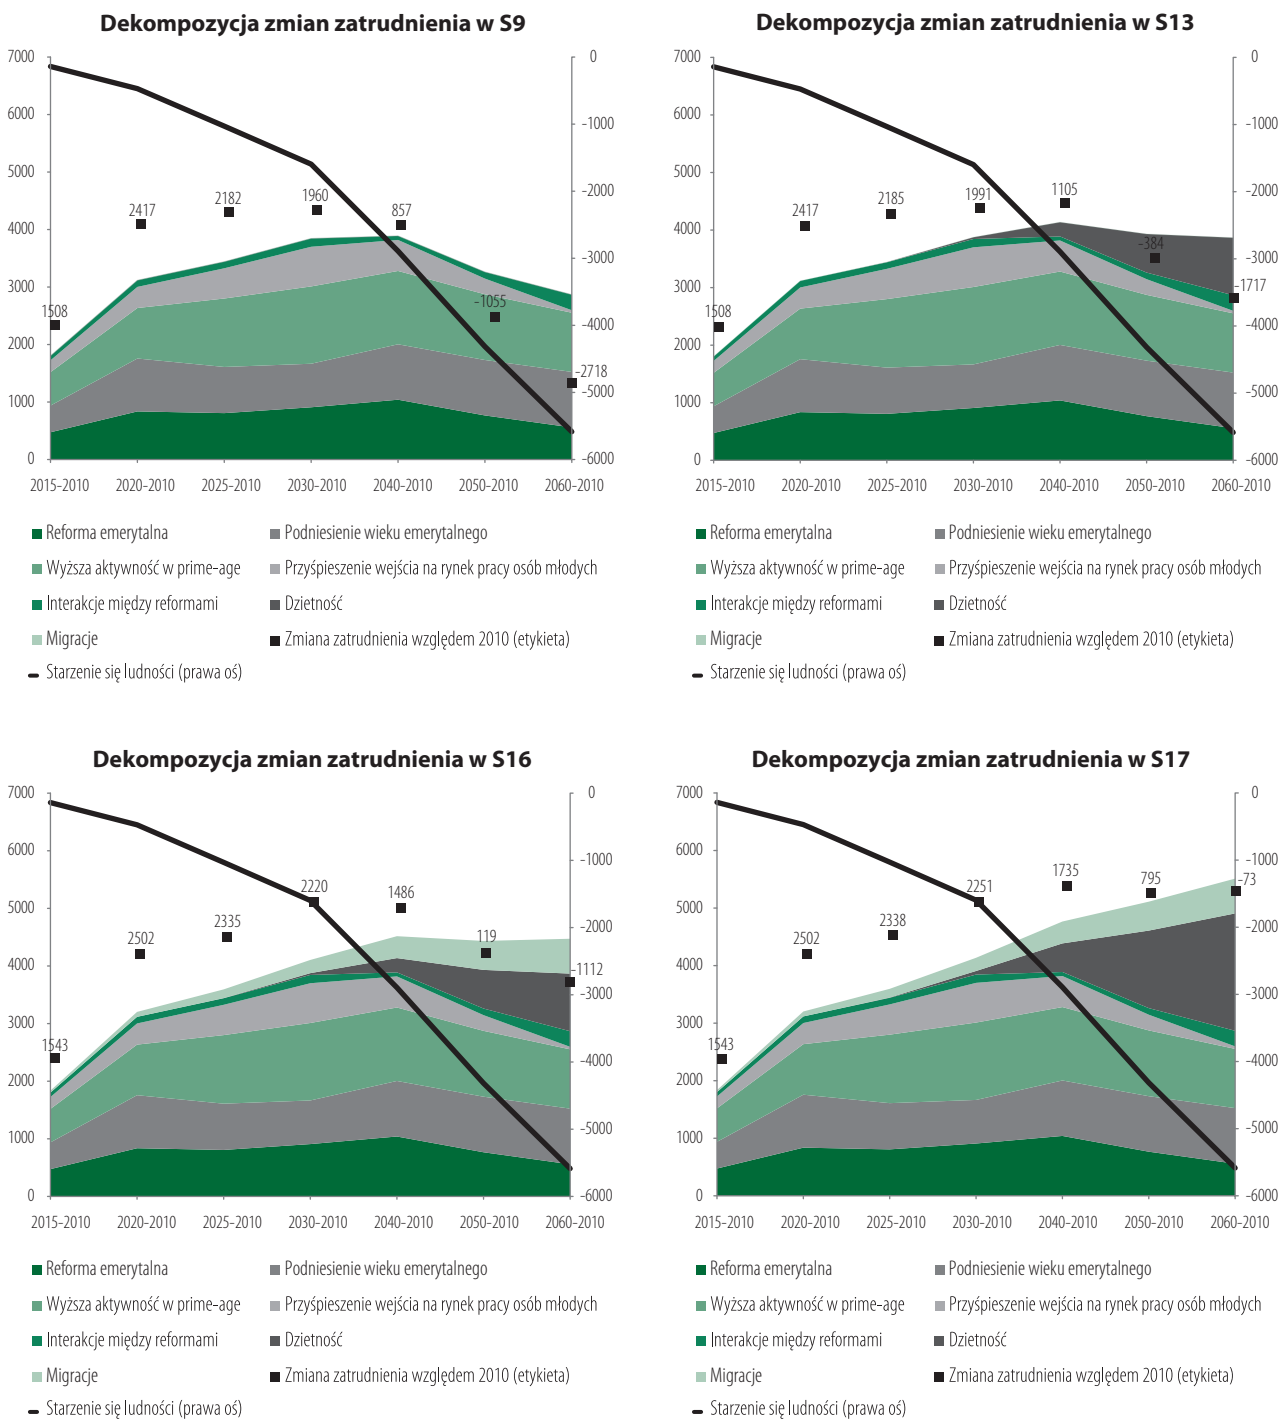 Dekompozycja zmian zatrudnienia w S9
7000
6000
5000
4000
3000
2000
1000
0
0
-1000
-2000
-3000
-4000
-5000
-6000
1508
2417
2182
1960
857
-1055
-2718
2015-2010 2020-2010 2025-2010 2030-2010 2040-2010 2050-2010 2060-2010
Reforma emerytalna
Podniesienie wieku emerytalnego
Wyższa aktywność w prime-age
Przyśpieszenie wejścia na rynek pracy osób młodych
Interakcje między reformami
Dzietność
Migracje
Zmiana zatrudnienia względem 2010 (etykieta)
Starzenie się ludności (prawa oś)
Dekompozycja zmian zatrudnienia w S13
7000
6000
5000
4000
3000
2000
1000
0
0
-1000
-2000
-3000
-4000
-5000
-6000
1508
2417
2185
1991
1105
-384
-1717
2015-2010 2020-2010 2025-2010 2030-2010 2040-2010 2050-2010 2060-2010
Reforma emerytalna
Podniesienie wieku emerytalnego
Wyższa aktywność w prime-age
Przyśpieszenie wejścia na rynek pracy osób młodych
Interakcje między reformami
Dzietność
Migracje
Zmiana zatrudnienia względem 2010 (etykieta)
Starzenie się ludności (prawa oś)
Dekompozycja zmian zatrudnienia w S16
7000
6000
5000
4000
3000
2000
1000
0
0
-1000
-2000
-3000
-4000
-5000
-6000
1543
2502
2335
2220
1486
119
-1112
2015-2010 2020-2010 2025-2010 2030-2010 2040-2010 2050-2010 2060-2010
Reforma emerytalna
Podniesienie wieku emerytalnego
Wyższa aktywność w prime-age
Przyśpieszenie wejścia na rynek pracy osób młodych
Interakcje między reformami
Dzietność
Migracje
Zmiana zatrudnienia względem 2010 (etykieta)
Starzenie się ludności (prawa oś)
Dekompozycja zmian zatrudnienia w S17
7000
6000
5000
4000
3000
2000
1000
0
0
-1000
-2000
-3000
-4000
-5000
-6000
1543
2502
2338
2251
1735
795
-73
2015-2010 2020-2010 2025-2010 2030-2010 2040-2010 2050-2010 2060-2010
Reforma emerytalna
Podniesienie wieku emerytalnego
Wyższa aktywność w prime-age
Przyśpieszenie wejścia na rynek pracy osób młodych
Interakcje między reformami
Dzietność
Migracje
Zmiana zatrudnienia względem 2010 (etykieta)
Starzenie się ludności (prawa oś)